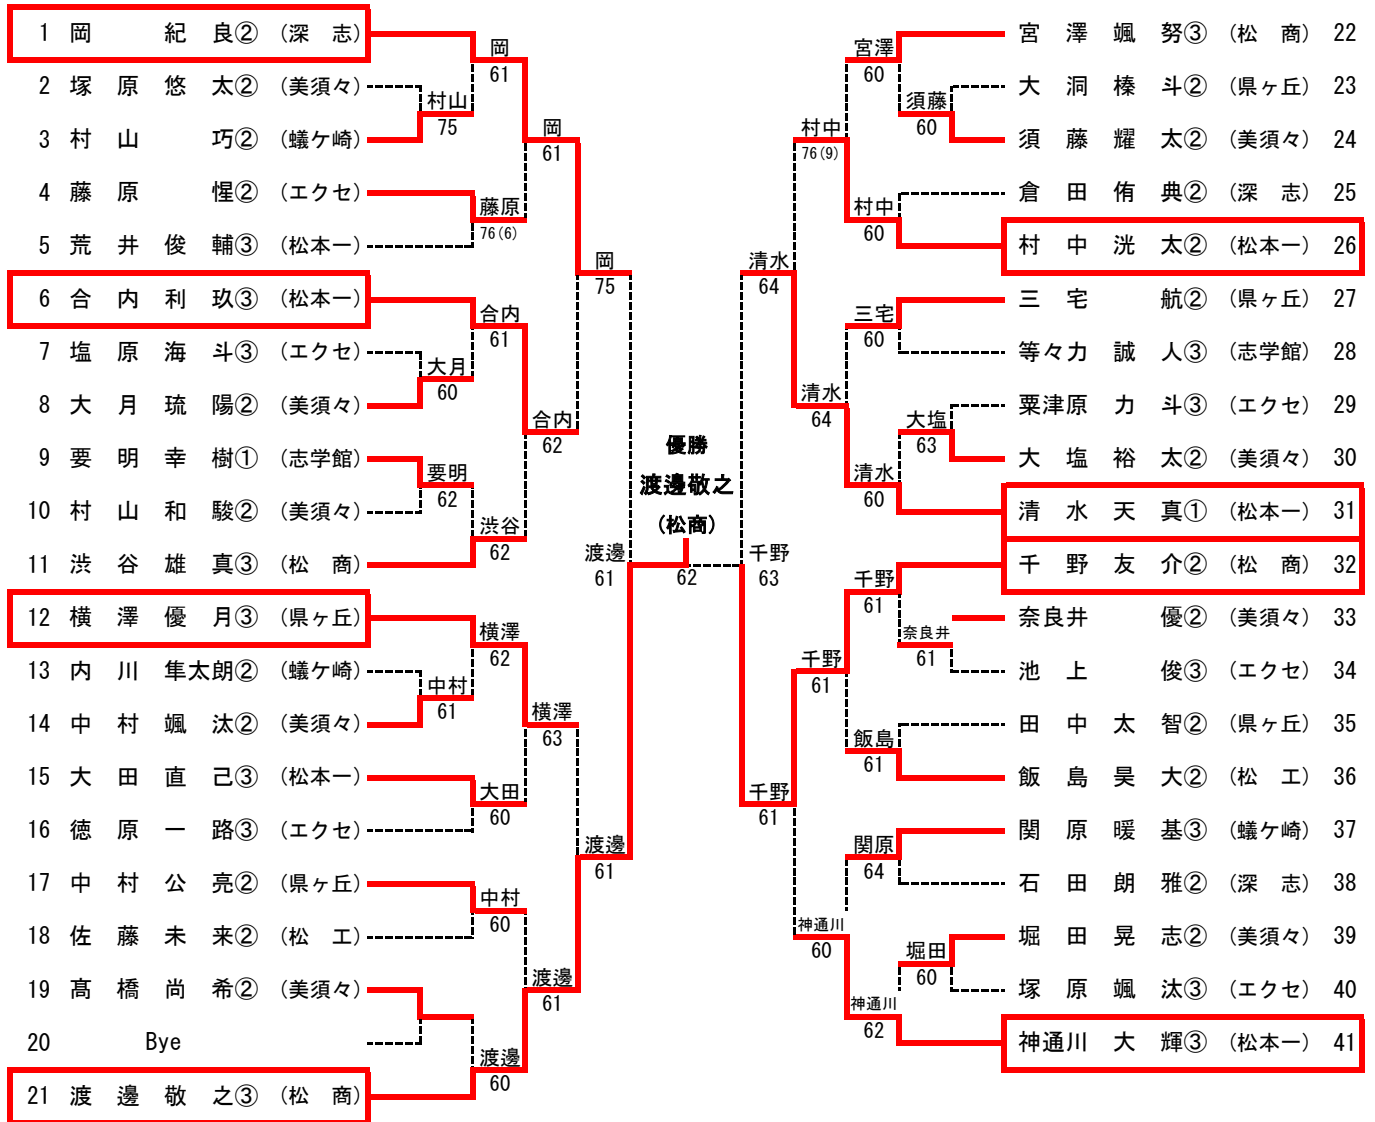 1 岡 紀 良② (深 志)
2 塚 原 悠 太② (美須々)
3 村 山 巧② (蟻ケ崎)
4 藤 原 惺② (エクセ)
5 荒 井 俊 輔③ (松本一)
6 合 内 利 玖③ (松本一)
7 塩 原 海 斗③ (エクセ)
8 大 月 琉 陽② (美須々)
9 要 明 幸 樹① (志学館)
10 村 山 和 駿② (美須々)
11 渋 谷 雄 真③ (松 商)
12 横 澤 優 月③ (県ヶ丘)
13 内 川 隼太朗② (蟻ケ崎)
14 中 村 颯 汰② (美須々)
15 大 田 直 己③ (松本一)
16 徳 原 一 路③ (エクセ)
17 中 村 公 亮② (県ヶ丘)
18 佐 藤 未 来② (松 工)
19 髙 橋 尚 希② (美須々)
20 Bye
21 渡 邊 敬 之③ (松 商)
村山
75
大月
60
要明
62
中村
61
岡
61
藤原
76(6)
合内
61
渋谷
62
横澤
62
大田
60
中村
60
渡邊
60
岡
61
合内
62
横澤
63
渡邊
61
岡
75
渡邊
61
渡邊
61
優勝
渡邊敬之
(松商)
62
千野
63
清水
64
千野
61
村中
76(9)
清水
64
千野
61
神通川
60
宮澤
60
村中
60
三宅
60
清水
60
千野
61
飯島
61
関原
64
神通川
62
須藤
60
大塩
63
奈良井
61
堀田
60
宮 澤 颯 努③ (松 商) 22
大 洞 榛 斗② (県ヶ丘) 23
須 藤 耀 太② (美須々) 24
倉 田 侑 典② (深 志) 25
村 中 洸 太② (松本一) 26
三 宅 航② (県ヶ丘) 27
等々力 誠 人③ (志学館) 28
粟津原 力 斗③ (エクセ) 29
大 塩 裕 太② (美須々) 30
清 水 天 真① (松本一) 31
千 野 友 介② (松 商) 32
奈良井 優② (美須々) 33
池 上 俊③ (エクセ) 34
田 中 太 智② (県ヶ丘) 35
飯 島 昊 大② (松 工) 36
関 原 暖 基③ (蟻ケ崎) 37
石 田 朗 雅② (深 志) 38
堀 田 晃 志② (美須々) 39
塚 原 颯 汰③ (エクセ) 40
神通川 大 輝③ (松本一) 41